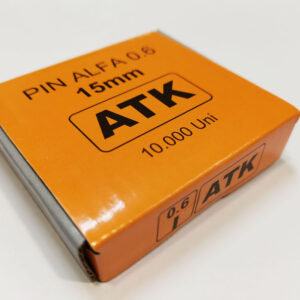 PIN ALFA 0.6
15mm
ATK
10.000 Uni
0.6
I
ATK